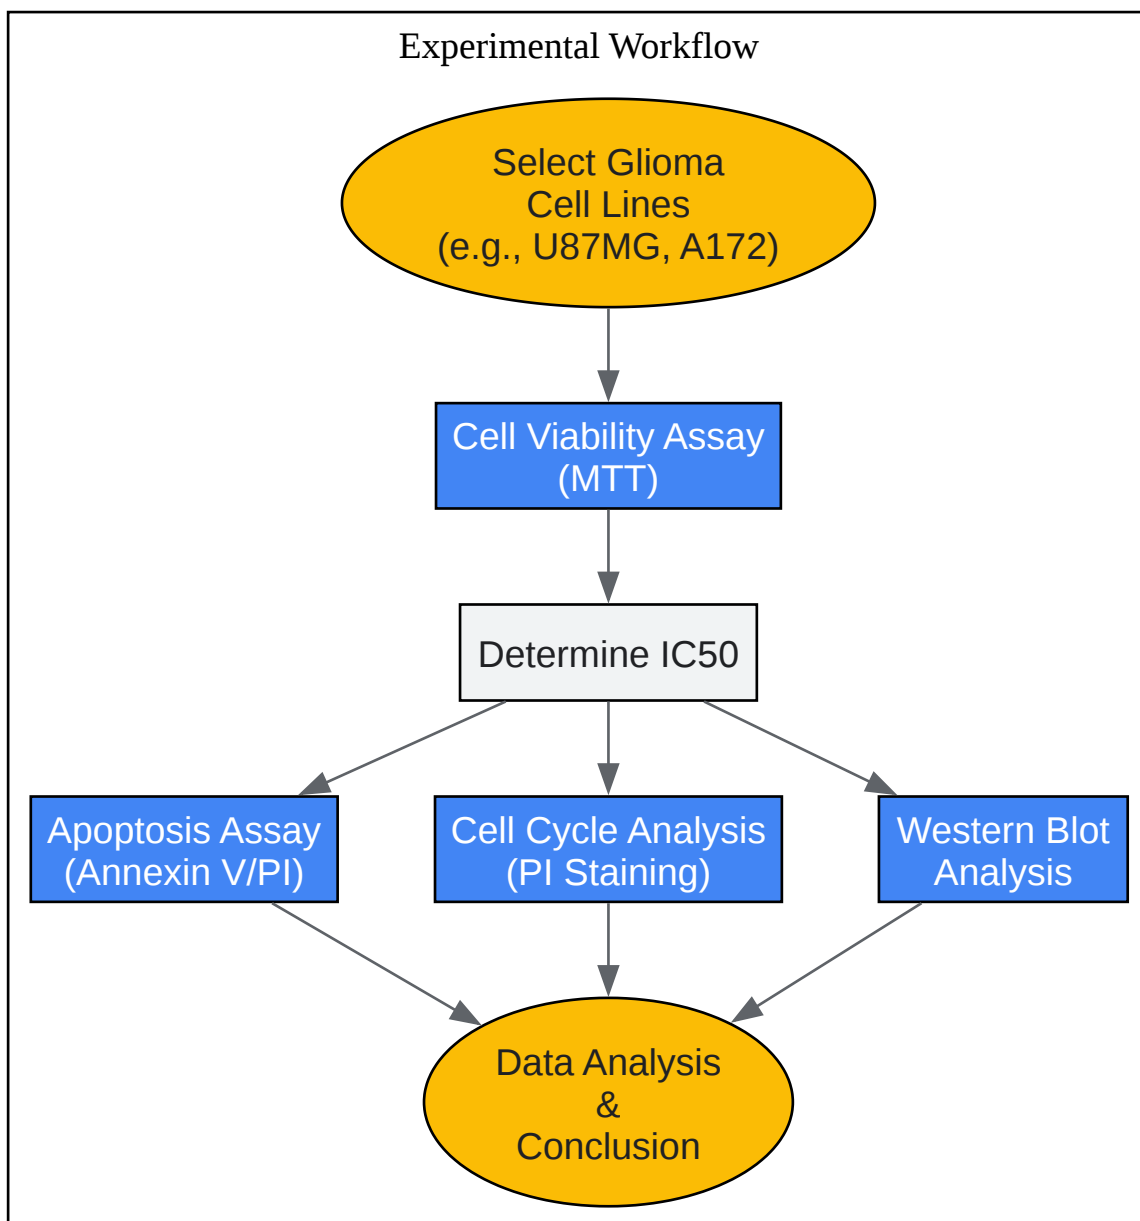 Experimental Workflow
Select Glioma
Cell Lines
(e.g., U87MG, A172)
Cell Viability Assay
(MTT)
Determine IC50
Apoptosis Assay
(Annexin V/PI)
Cell Cycle Analysis
(PI Staining)
Western Blot
Analysis
Data Analysis
&
Conclusion